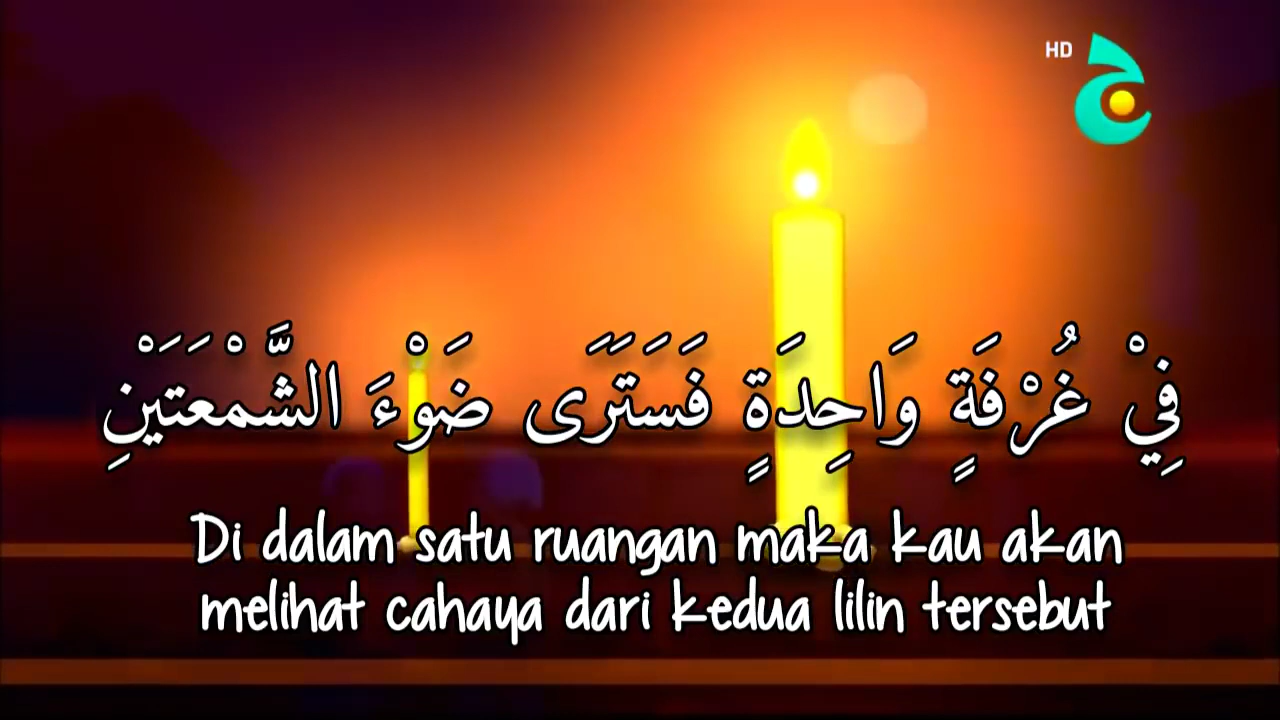 HD
فِيْ غُرْفَةٍ وَاحِدَةٍ فَسَتَرَى ضَوْءَ الشَّمْعَتَيْنِ
Di dalam satu ruangan maka kau akan
melihat cahaya dari kedua lilin tersebut